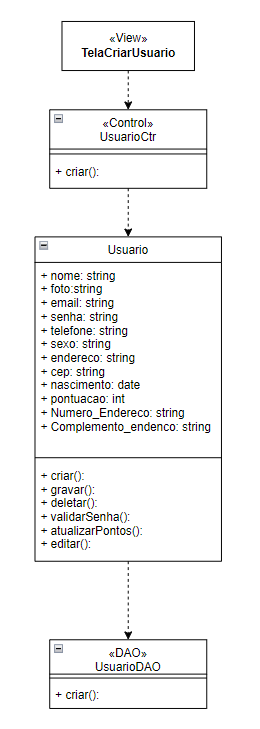 «View»
TelaCriarUsuario
«Control»
UsuarioCtr
+ criar():
Usuario
+ nome: string
+ foto:string
+ email: string
+ senha: string
+ telefone: string
+ sexo: string
+ endereco: string
+ cep: string
+ nascimento: date
+ pontuacao: int
+ Numero_Endereco: string
+ Complemento_endenco: string
+ criar():
+ gravar():
+ deletar():
+ validarSenha():
+ atualizarPontos():
+ editar():
«DAO»
UsuarioDAO
+ criar():